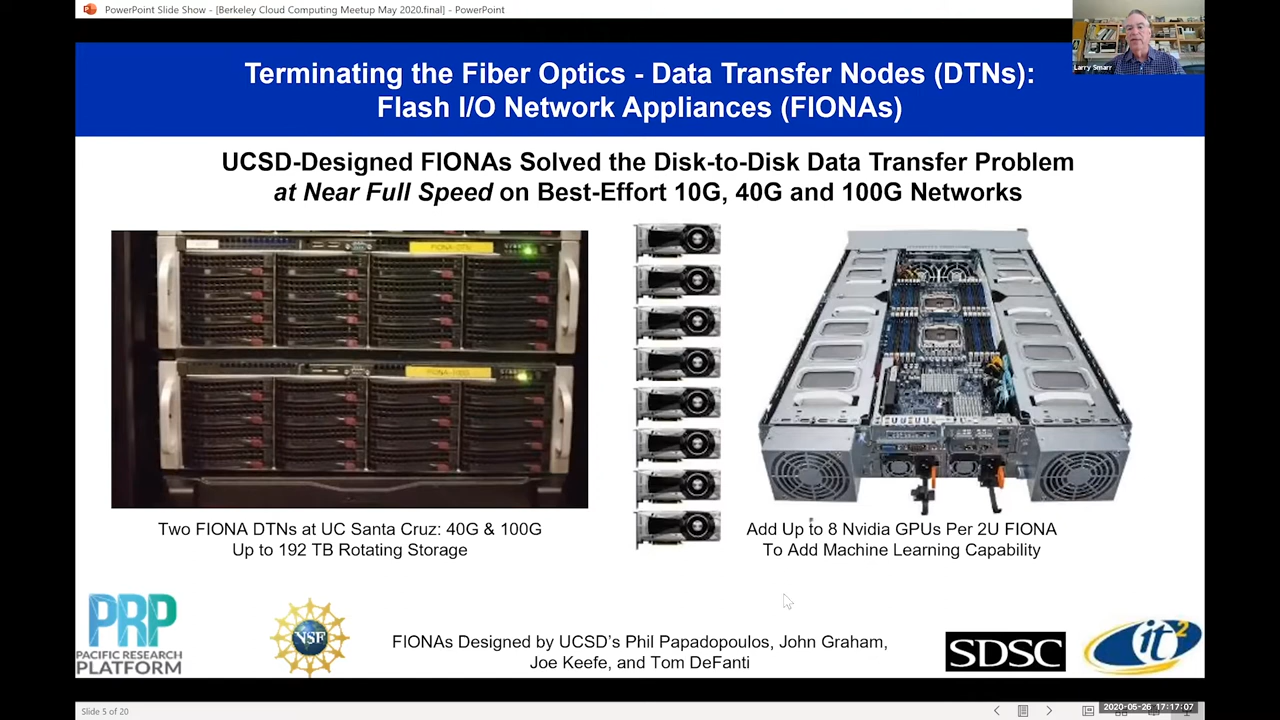 PowerPoint Slide Show - [Berkeley Cloud Computing Meetup May 2020.final] - PowerPoint
Larry Smarr
Terminating the Fiber Optics - Data Transfer Nodes (DTNs):
Flash I/O Network Appliances (FIONAs)
UCSD-Designed FIONAs Solved the Disk-to-Disk Data Transfer Problem
at Near Full Speed on Best-Effort 10G, 40G and 100G Networks
FIONA-DTN
FIONA-100G
Two FIONA DTNs at UC Santa Cruz: 40G & 100G
Up to 192 TB Rotating Storage
Add Up to 8 Nvidia GPUs Per 2U FIONA
To Add Machine Learning Capability
PRP
PACIFIC RESEARCH
PLATFORM
NSF
FIONAs Designed by UCSD's Phil Papadopoulos, John Graham,
Joe Keefe, and Tom DeFanti
SDSC
it2
Slide 5 of 20
2020-05-26 17:17:07